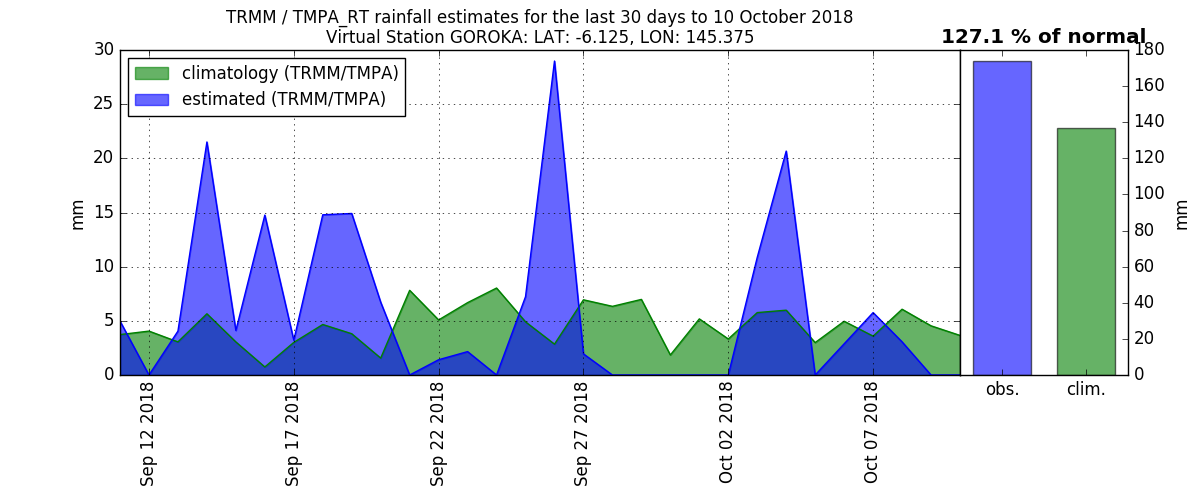 TRMM / TMPA_RT rainfall estimates for the last 30 days to 10 October 2018
Virtual Station GOROKA: LAT: -6.125, LON: 145.375
127.1 % of normal
climatology (TRMM/TMPA)
estimated (TRMM/TMPA)
30
25
20
15
10
5
0
mm
Sep 12 2018
Sep 17 2018
Sep 22 2018
Sep 27 2018
Oct 02 2018
Oct 07 2018
180
160
140
120
100
80
60
40
20
0
mm
obs.
clim.